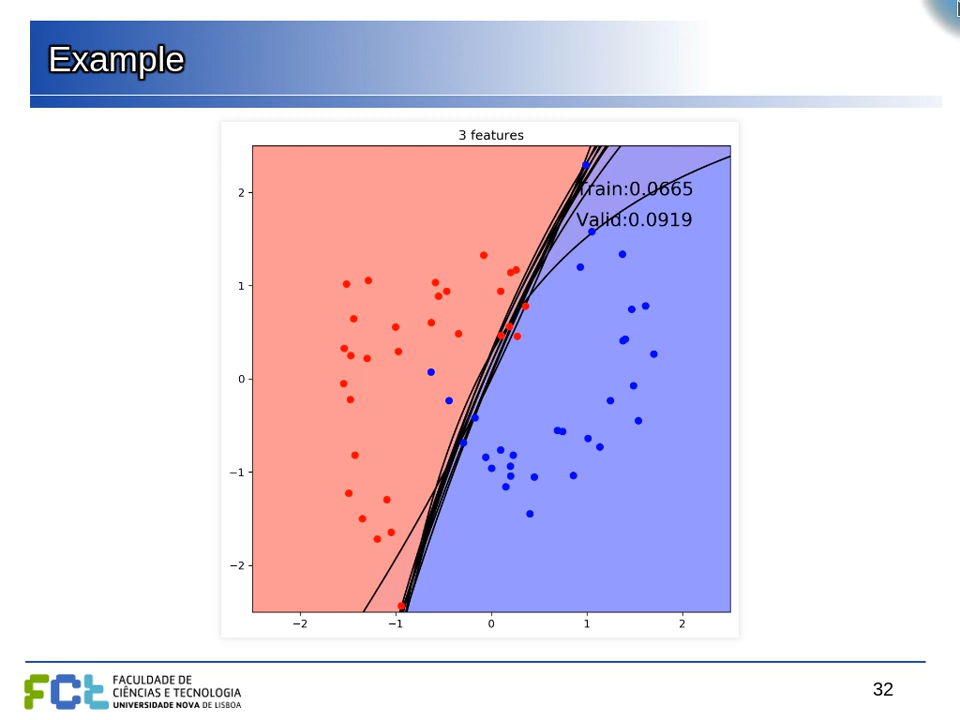 Example
3 features
Train:0.0665
Valid:0.0919
2
1
0
−1
−2
−2
−1
0
1
2
FCt
FACULDADE DE
CIÊNCIAS E TECNOLOGIA
UNIVERSIDADE NOVA DE LISBOA
32